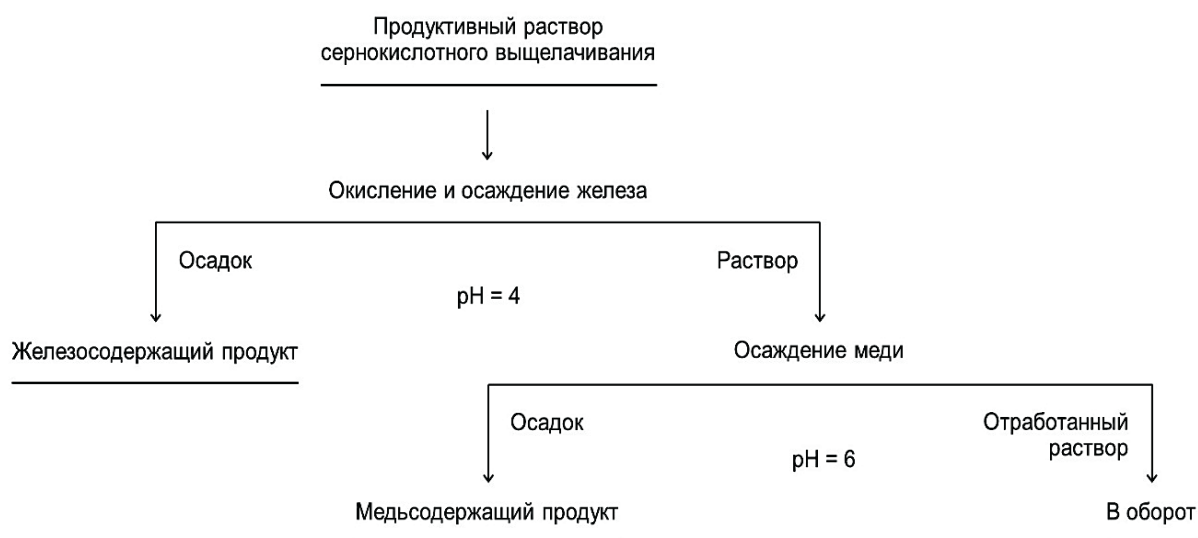 Продуктивный раствор
сернокислотного выщелачивания
Окисление и осаждение железа
Осадок
Раствор
pH = 4
Железосодержащий продукт
Осаждение меди
Осадок
Отработанный
раствор
pH = 6
Медьсодержащий продукт
В оборот